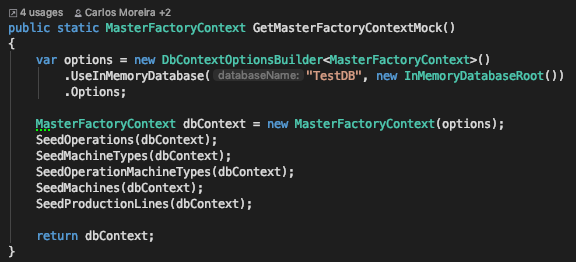 4 usages Carlos Moreira +2
public static MasterFactoryContext GetMasterFactoryContextMock()
{
    var options = new DbContextOptionsBuilder<MasterFactoryContext>()
        .UseInMemoryDatabase( databaseName: "TestDB", new InMemoryDatabaseRoot())
        .Options;

    MasterFactoryContext dbContext = new MasterFactoryContext(options);
    SeedOperations(dbContext);
    SeedMachineTypes(dbContext);
    SeedOperationMachineTypes(dbContext);
    SeedMachines(dbContext);
    SeedProductionLines(dbContext);

    return dbContext;
}